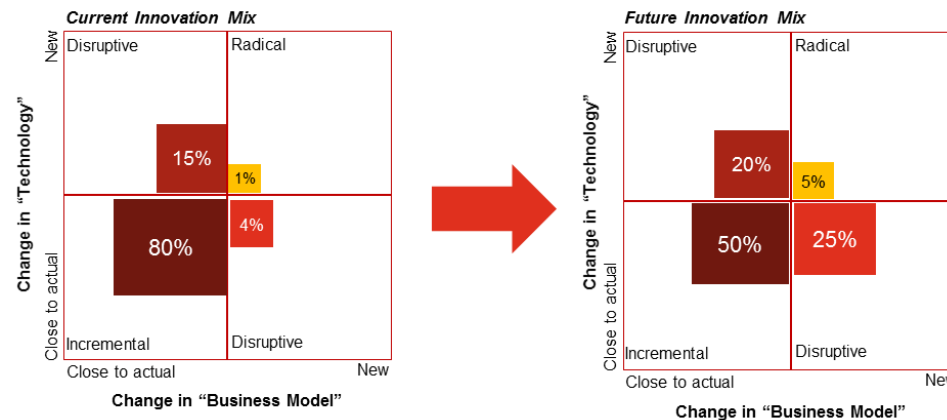 Current Innovation Mix
New
Disruptive
Radical
15%
1%
Change in “Technology”
80%
4%
Close to actual
Incremental
Disruptive
Close to actual
New
Change in “Business Model”
Future Innovation Mix
New
Disruptive
Radical
20%
5%
Change in “Technology”
50%
25%
Close to actual
Incremental
Disruptive
Close to actual
New
Change in “Business Model”